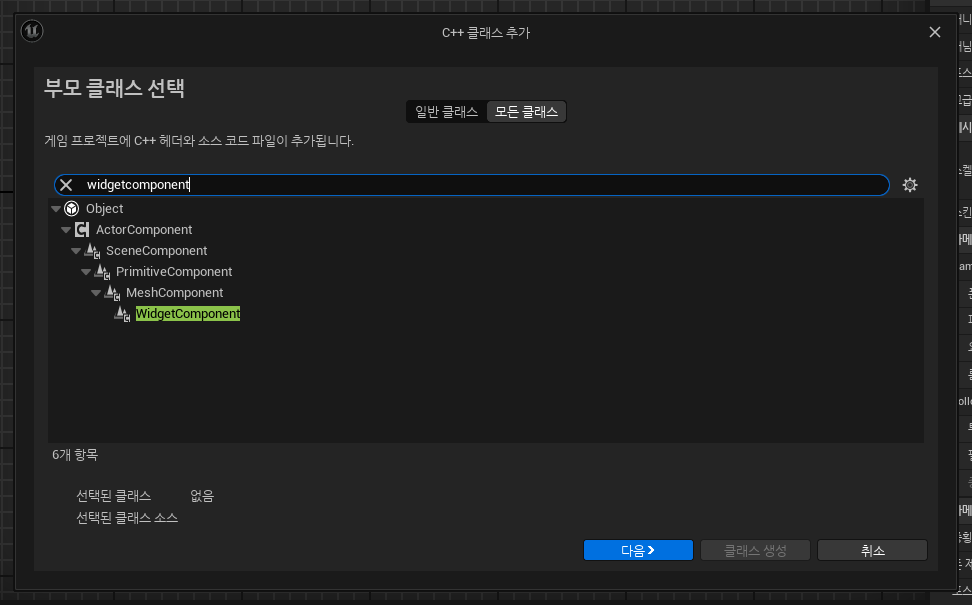 C++ 클래스 추가
부모 클래스 선택
일반 클래스 모든 클래스
게임 프로젝트에 C++ 헤더와 소스 코드 파일이 추가됩니다.
widgetcomponent
Object
ActorComponent
SceneComponent
PrimitiveComponent
MeshComponent
WidgetComponent
6개 항목
선택된 클래스 없음
선택된 클래스 소스
다음 클래스 생성 취소